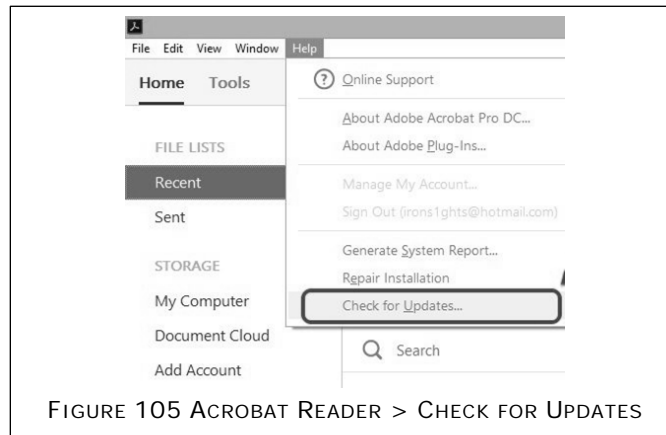 File Edit View Window Help
Home Tools
FILE LISTS
Recent
Sent
STORAGE
My Computer
Document Cloud
Add Account
? Online Support
About Adobe Acrobat Pro DC...
About Adobe Plug-Ins...
Manage My Account...
Sign Out (irons1ghts@hotmail.com)
Generate System Report...
Repair Installation
Check for Updates...
Search
FIGURE 105 ACROBAT READER > CHECK FOR UPDATES